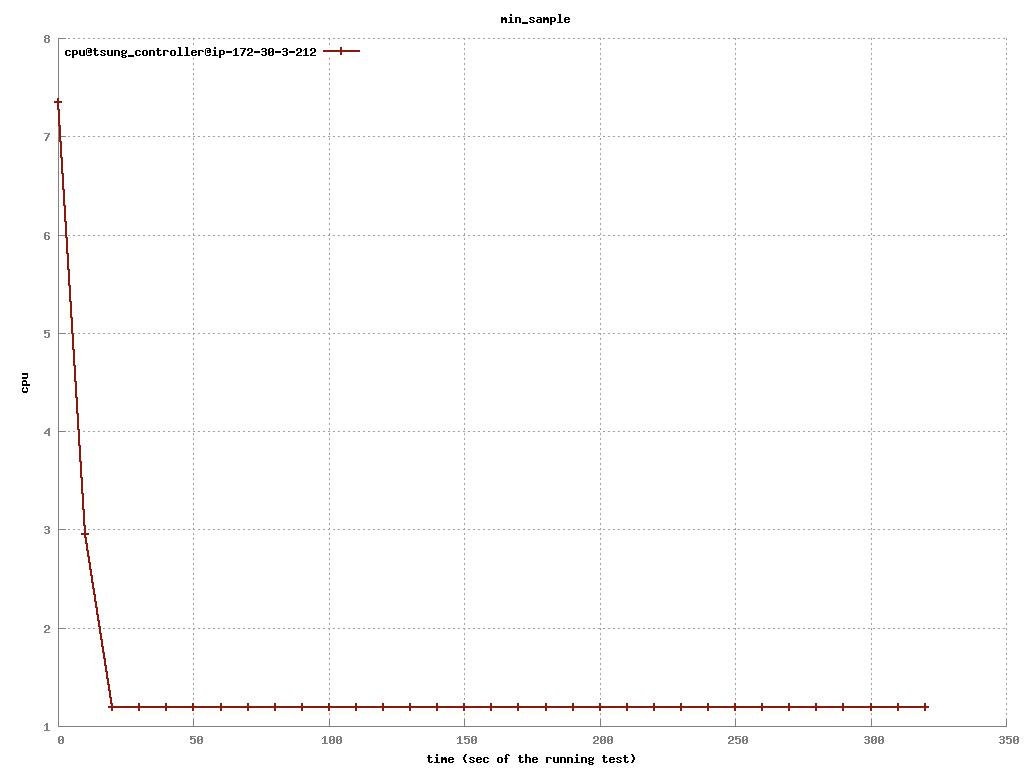 min_sample
8
cpu@tsung_controller@ip-172-30-3-212
7
6
5
cpu
4
3
2
1
0 50 100 150 200 250 300 350
time (sec of the running test)